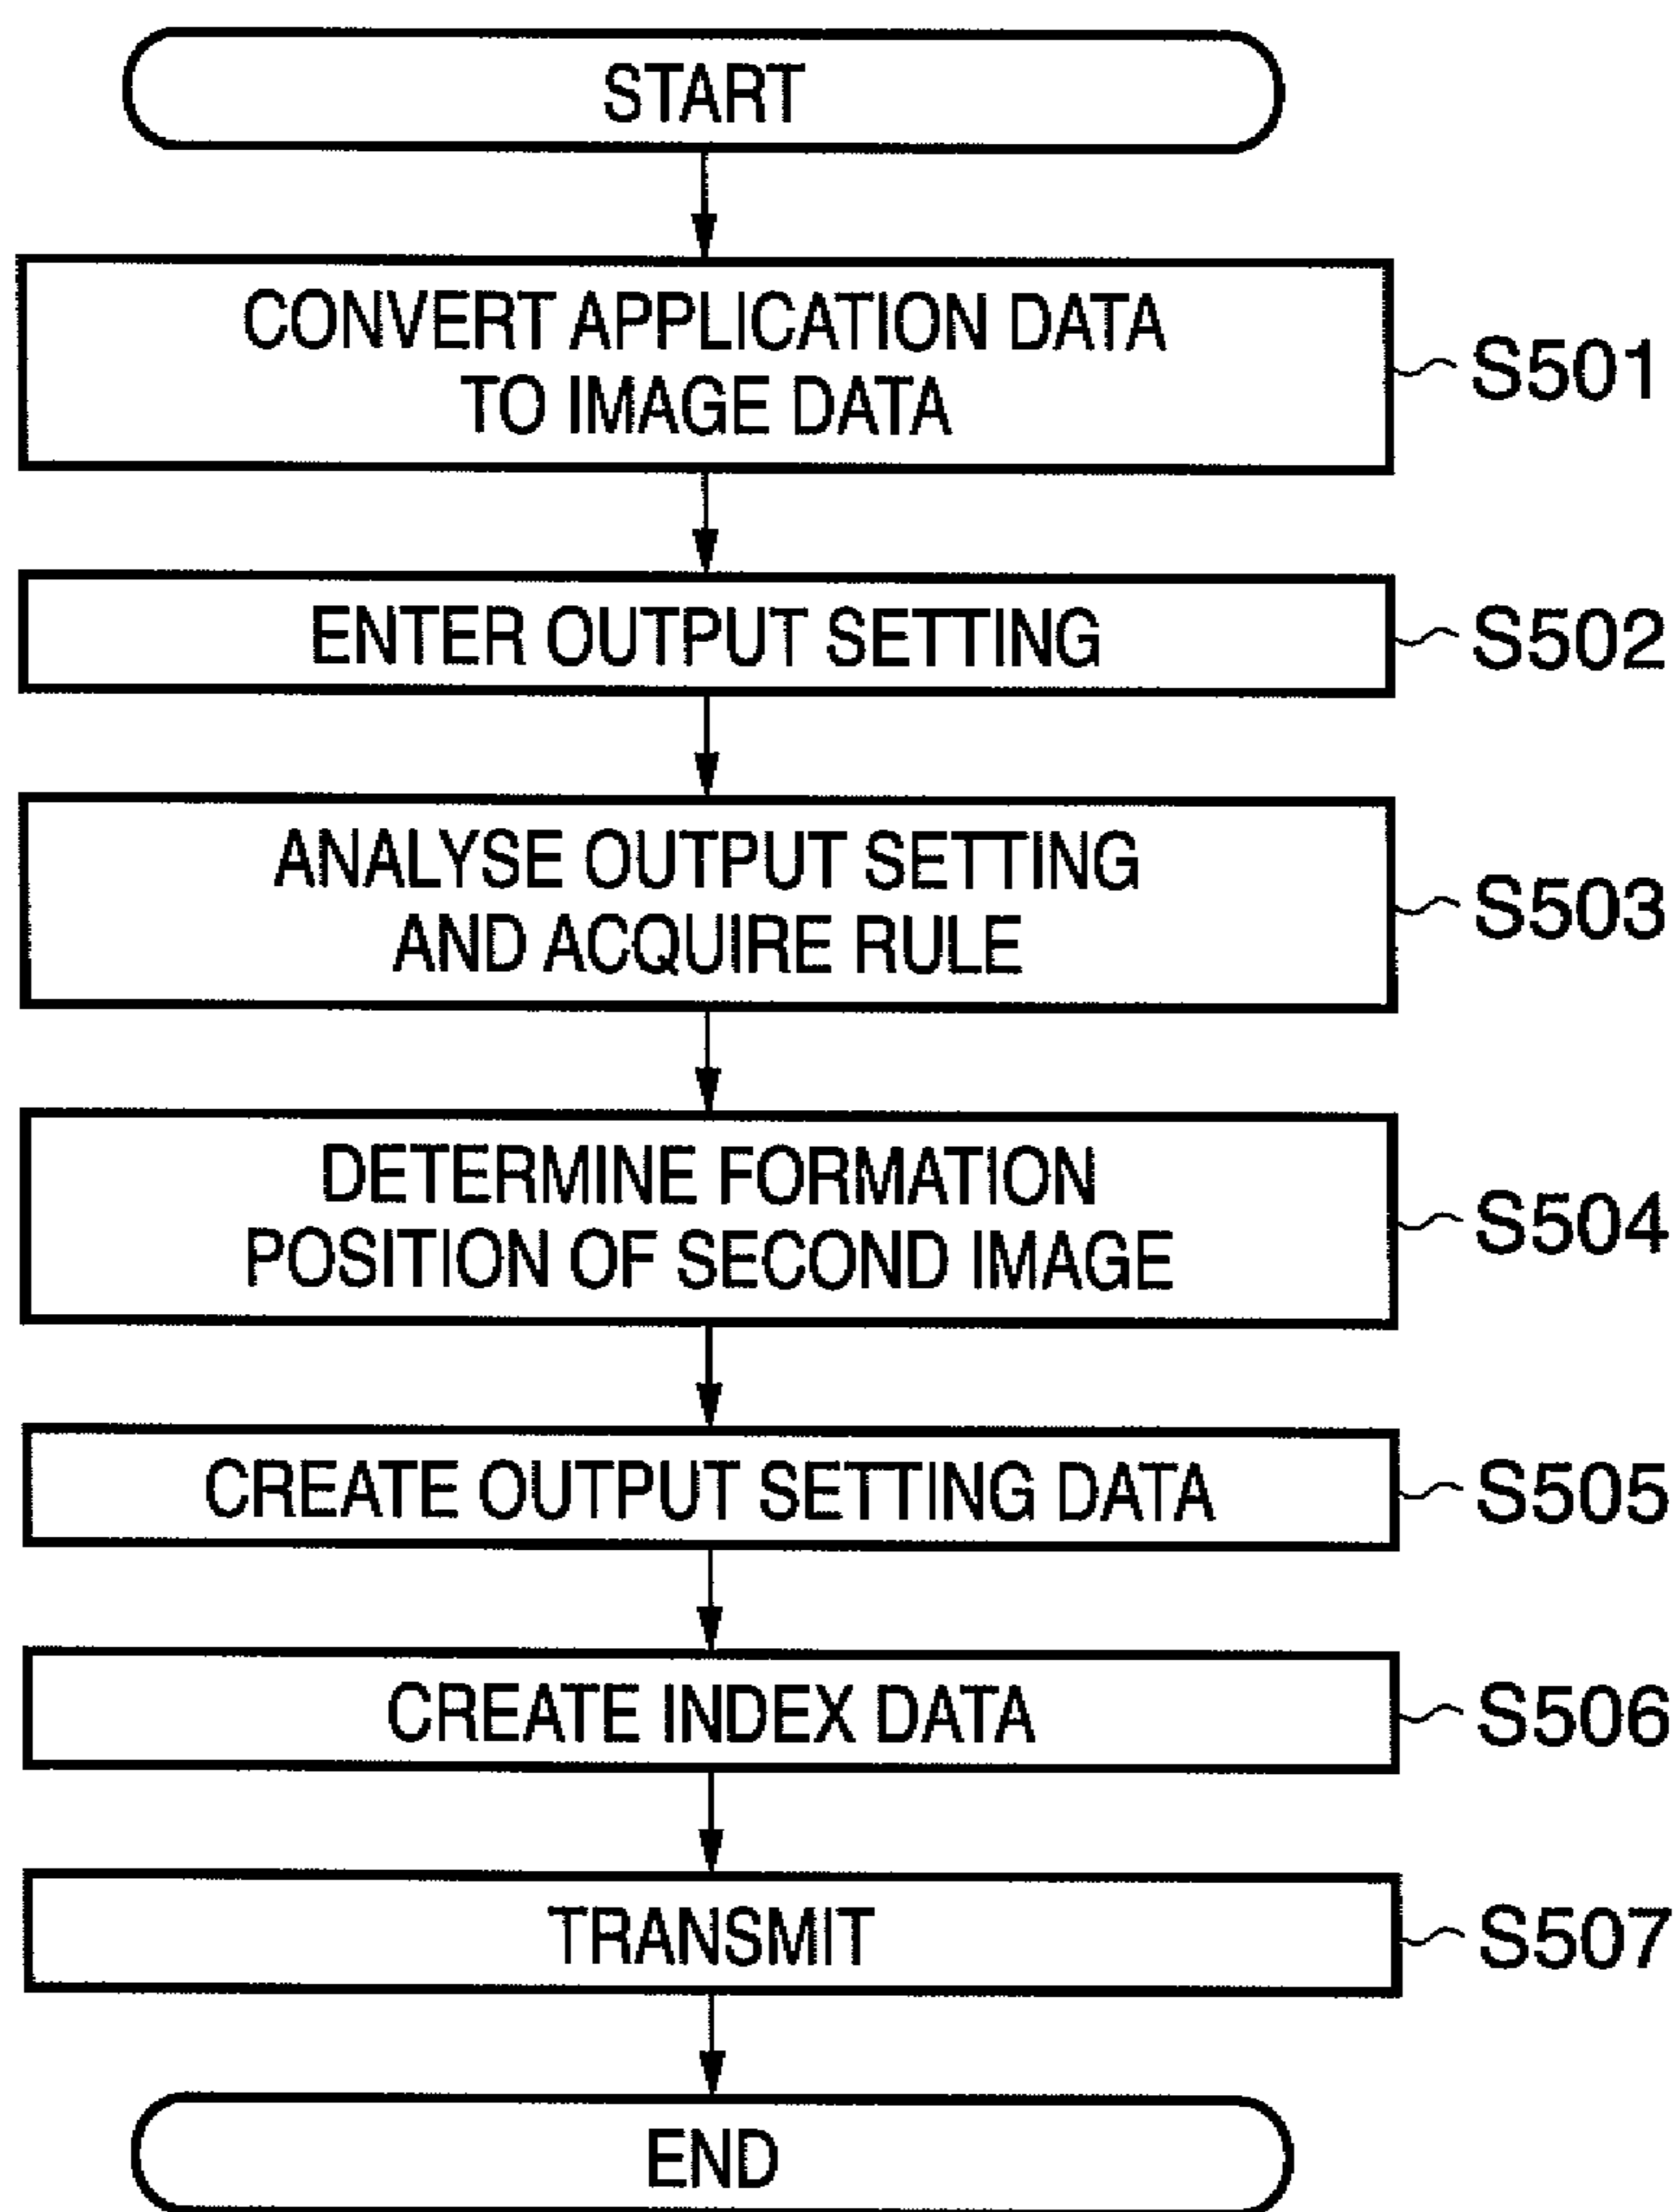 START
CONVERT APPLICATION DATA
TO IMAGE DATA
S501
ENTER OUTPUT SETTING
S502
ANALYSE OUTPUT SETTING
AND ACQUIRE RULE
S503
DETERMINE FORMATION
POSITION OF SECOND IMAGE
S504
CREATE OUTPUT SETTING DATA
S505
CREATE INDEX DATA
S506
TRANSMIT
S507
END